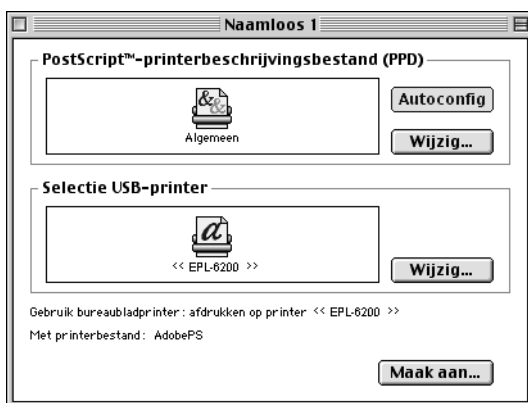 Naamloos 1
PostScript™-printerbeschrijvingsbestand (PPD)
Autoconfig
Algemeen
Wijzig...
Selectie USB-printer
<< EPL-6200 >>
Wijzig...
Gebruik bureaubladprinter: afdrukken op printer << EPL-6200 >>
Met printerbestand: AdobePS
Maak aan...